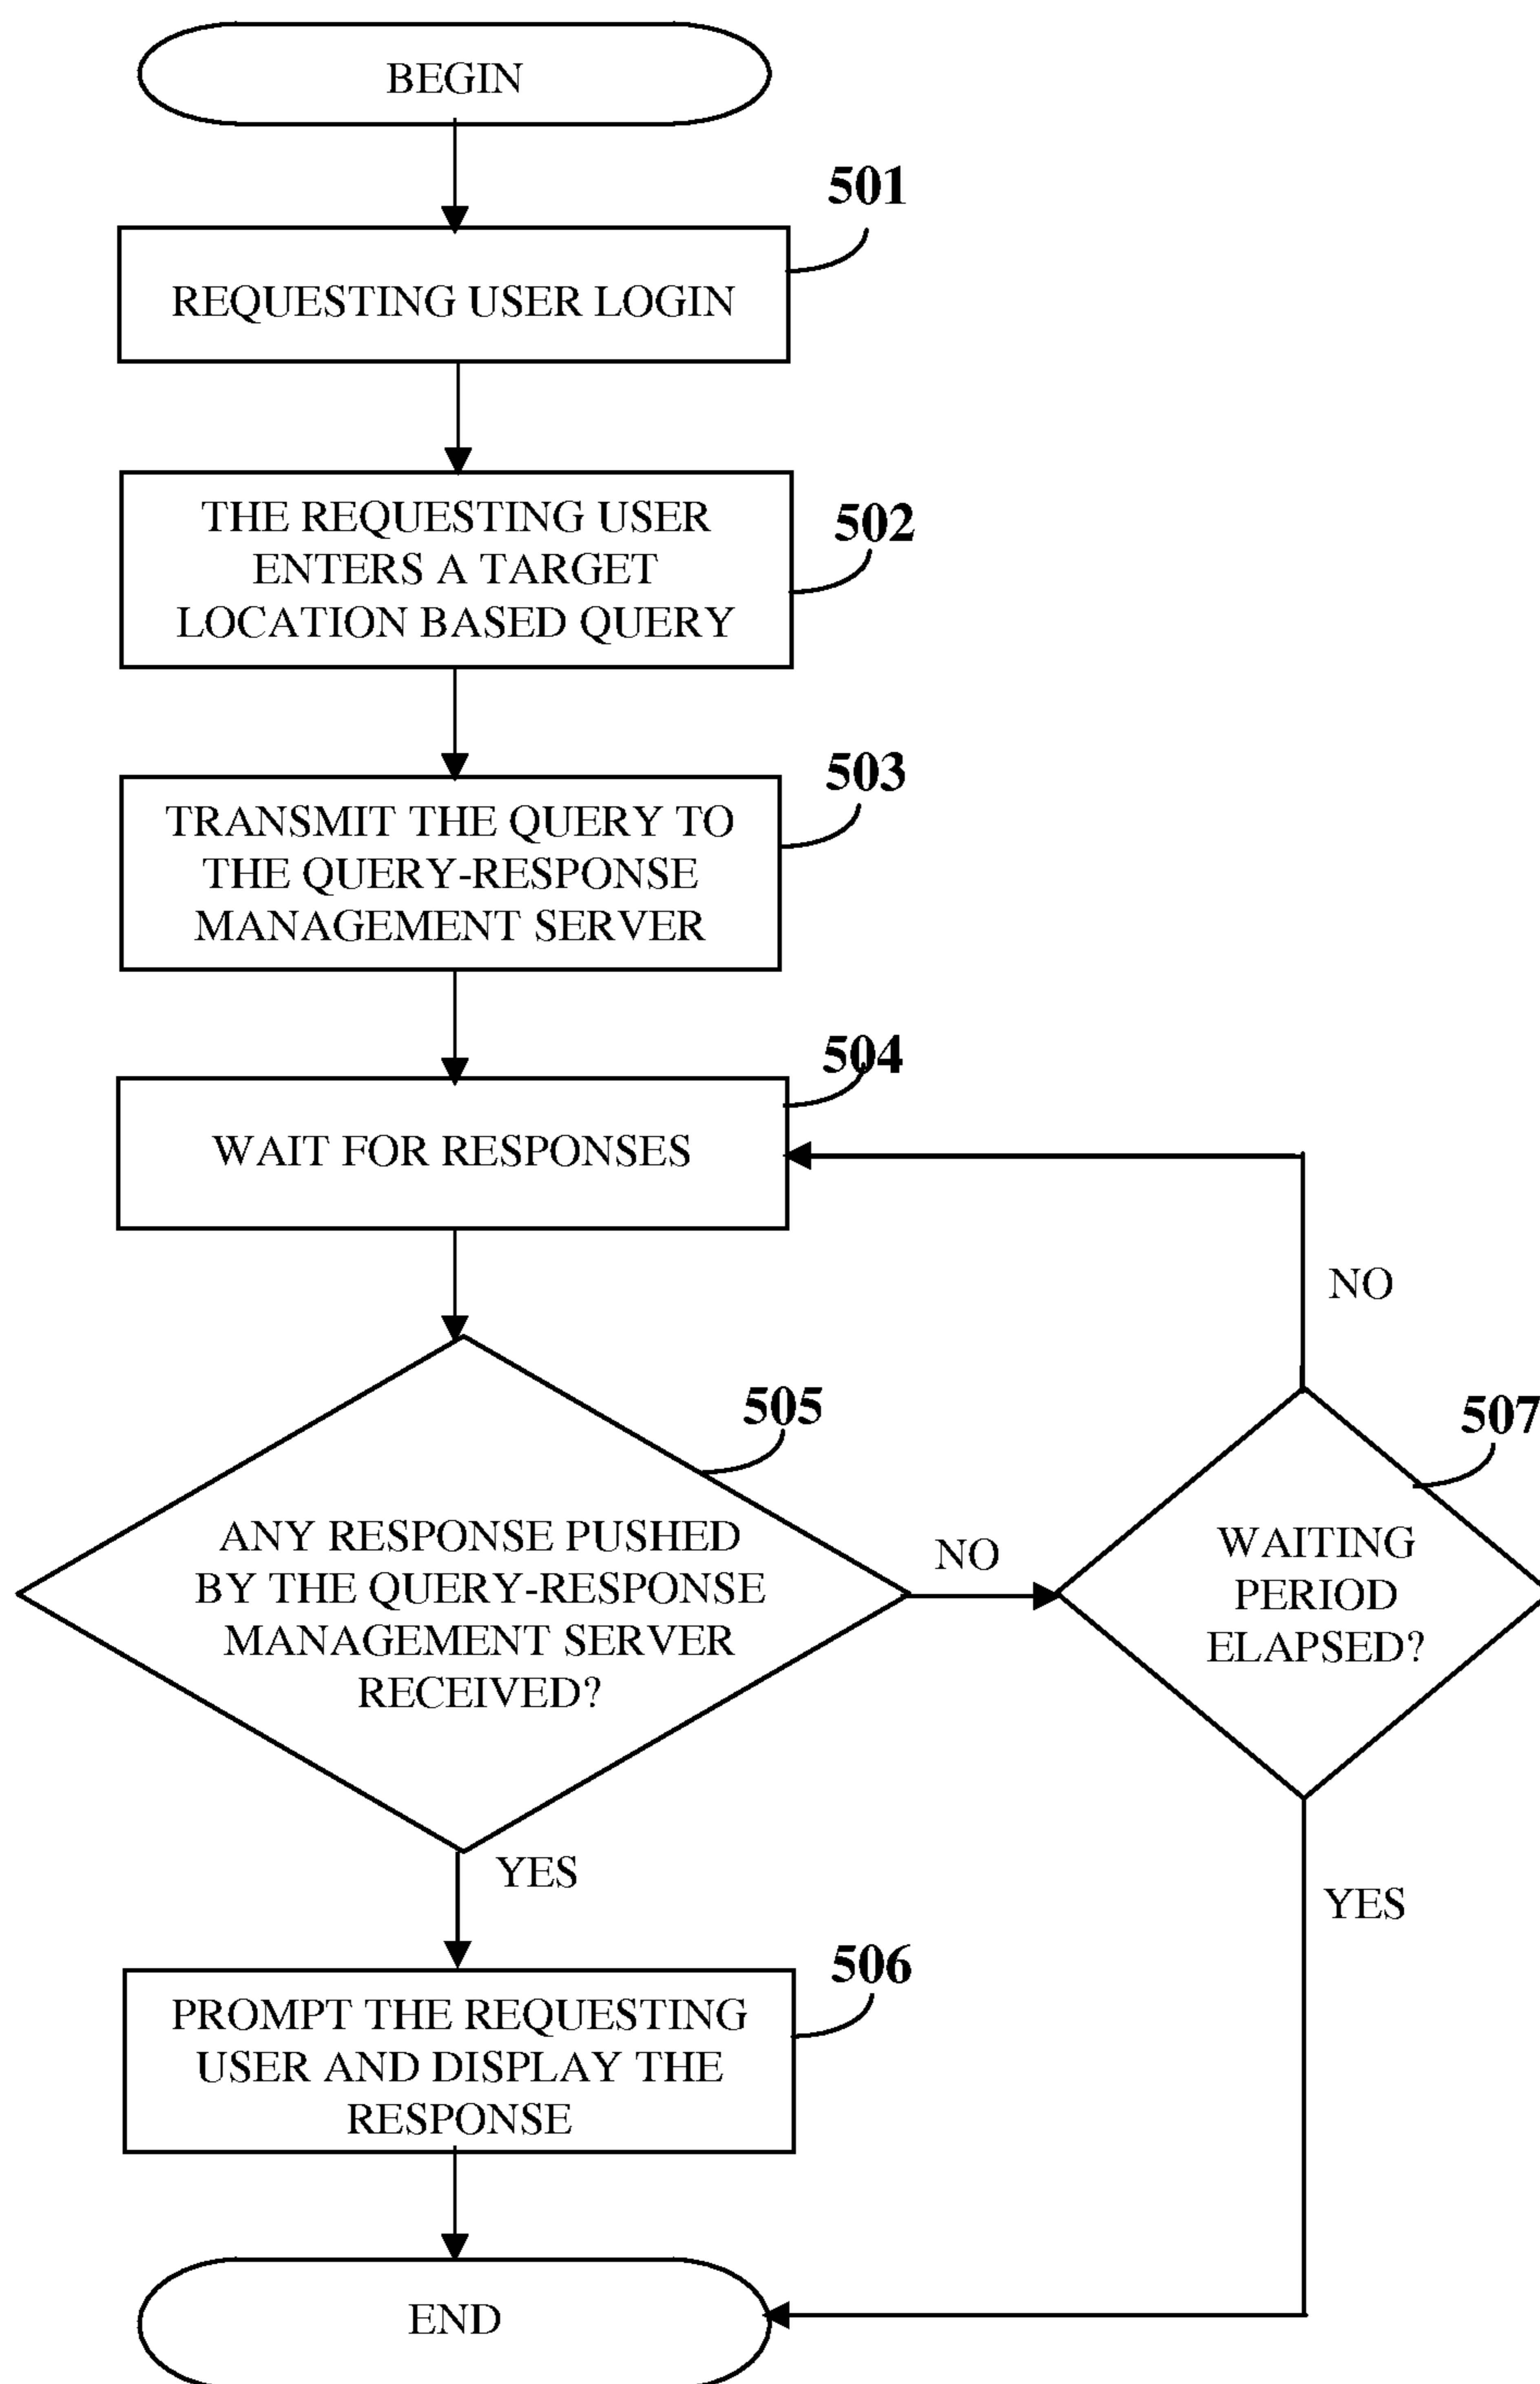 BEGIN
501
REQUESTING USER LOGIN
THE REQUESTING USER
ENTERS A TARGET
LOCATION BASED QUERY
502
503
TRANSMIT THE QUERY TO
THE QUERY-RESPONSE
MANAGEMENT SERVER
504
WAIT FOR RESPONSES
NO
505
507
ANY RESPONSE PUSHED
BY THE QUERY-RESPONSE
MANAGEMENT SERVER
RECEIVED?
NO
WAITING
PERIOD
ELAPSED?
YES
YES
506
PROMPT THE REQUESTING
USER AND DISPLAY THE
RESPONSE
END